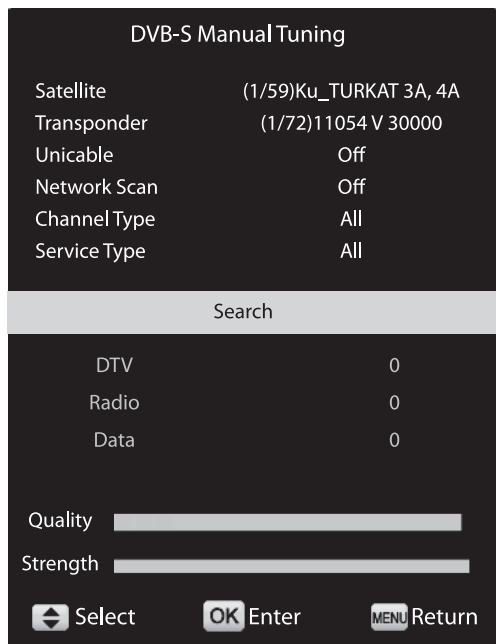 DVB-S Manual Tuning
Satellite (1/59)Ku_TURKAT 3A, 4A
Transponder (1/72)11054 V 30000
Unicable Off
Network Scan Off
Channel Type All
Service Type All
Search
DTV 0
Radio 0
Data 0
Quality
Strength
Select OK Enter MENU Return